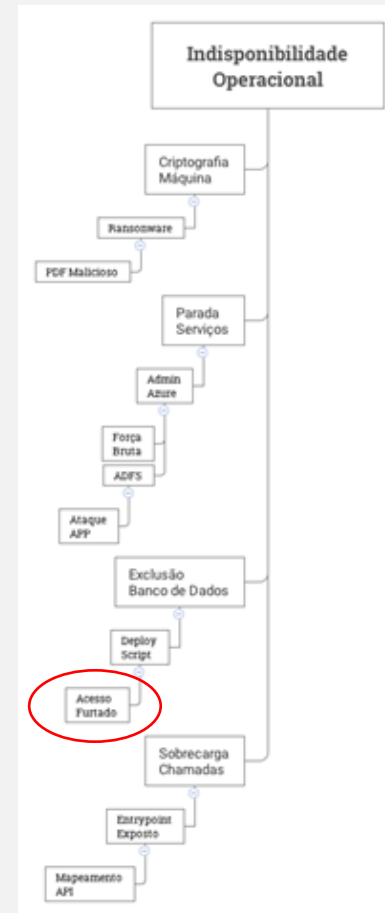 Indisponibilidade
Operacional
Criptografia
Máquina
Ransonware
PDF Malicioso
Parada
Serviços
Admin
Azure
Força
Bruta
ADFS
Ataque
APP
Exclusão
Banco de Dados
Deploy
Script
Acesso
Furtado
Sobrecarga
Chamadas
Entrypoint
Exposto
Mapeamento
API